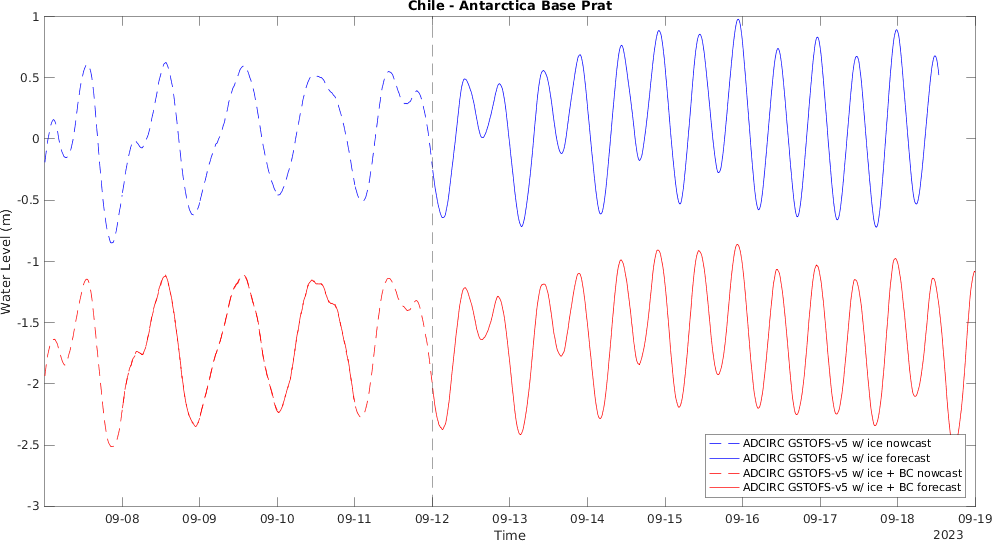 Chile - Antarctica Base Prat
Water Level (m)
1
0.5
0
-0.5
-1
-1.5
-2
-2.5
-3
ADCIRC GSTOFS-v5 w/ ice nowcast
ADCIRC GSTOFS-v5 w/ ice forecast
ADCIRC GSTOFS-v5 w/ ice + BC nowcast
ADCIRC GSTOFS-v5 w/ ice + BC forecast
09-08 09-09 09-10 09-11 09-12 09-13 09-14 09-15 09-16 09-17 09-18 09-19
Time
2023